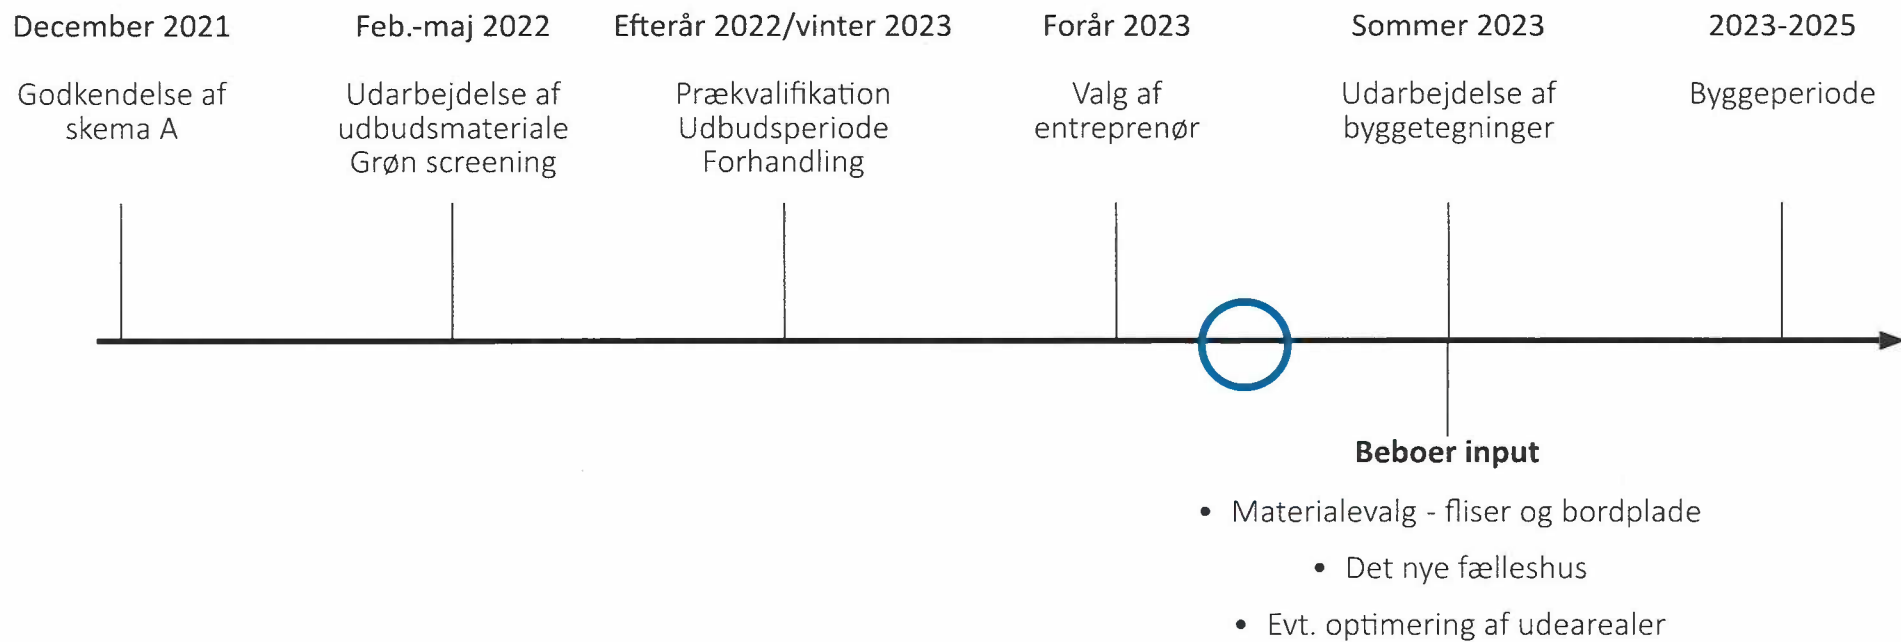 December 2021
Feb.-maj 2022
Efterår 2022/vinter 2023
Forår 2023
Sommer 2023
2023-2025
Godkendelse af
skema A
Udarbejdelse af
udbudsmateriale
Grøn screening
Prækvalifikation
Udbudsperiode
Forhandling
Valg af
entreprenør
Udarbejdelse af
byggetegninger
Byggeperiode
Beboer input
• Materialevalg - fliser og bordplade
• Det nye fælleshus
• Evt. optimering af udearealer